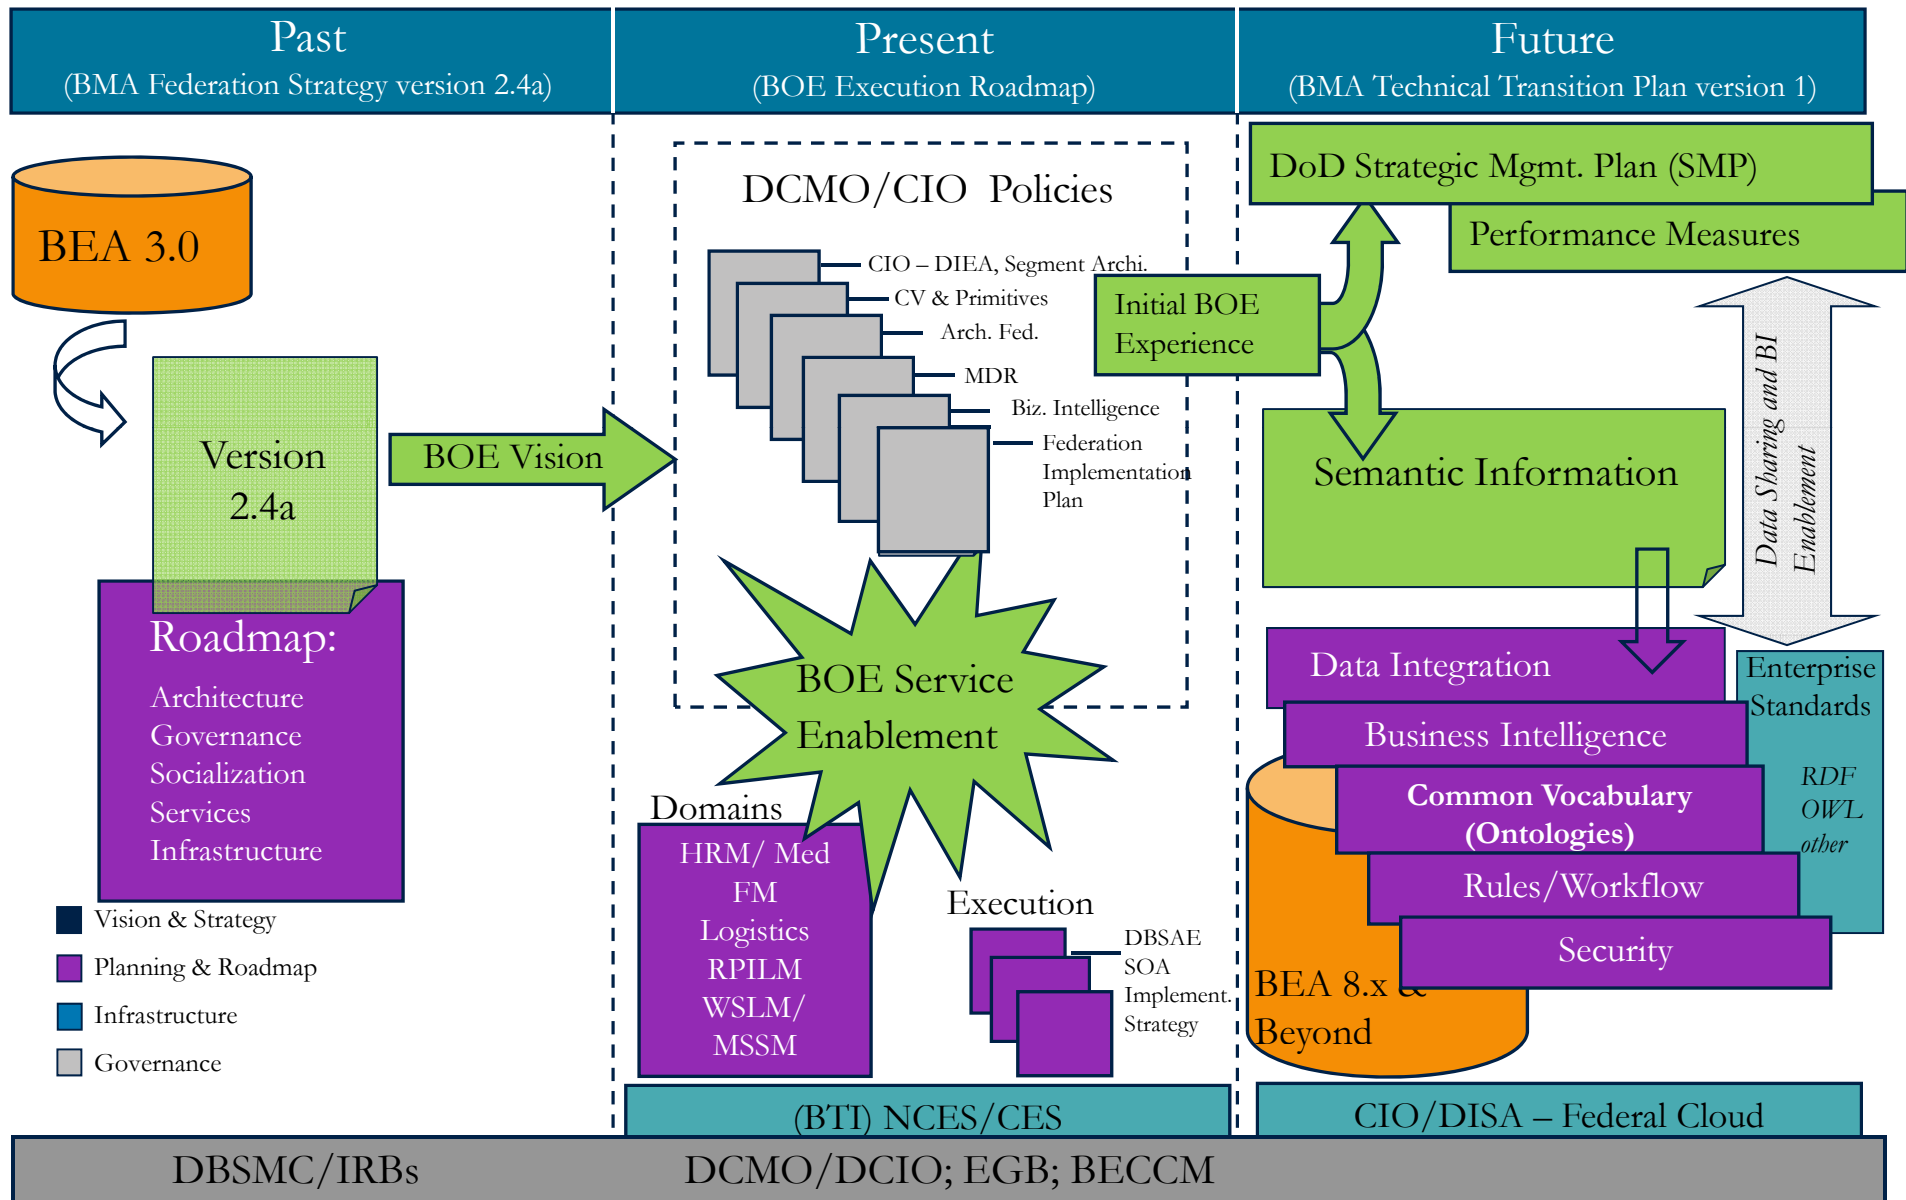 Past
(BMA Federation Strategy version 2.4a)
Present
(BOE Execution Roadmap)
Future
(BMA Technical Transition Plan version 1)
BEA 3.0
Version
2.4a
Roadmap:
Architecture
Governance
Socialization
Services
Infrastructure
Vision & Strategy
Planning & Roadmap
Infrastructure
Governance
BOE Vision
DCMO/CIO Policies
CIO – DIEA, Segment Archi.
CV & Primitives
Arch. Fed.
MDR
Biz. Intelligence
Federation
Implementation
Plan
Initial BOE
Experience
BOE Service
Enablement
Domains
HRM/ Med
FM
Logistics
RPILM
WSLM/
MSSM
Execution
DBSAE
SOA
Implement.
Strategy
(BTI) NCES/CES
DoD Strategic Mgmt. Plan (SMP)
Performance Measures
Data Sharing and BI
Enablement
Semantic Information
Data Integration
Business Intelligence
Common Vocabulary
(Ontologies)
Rules/Workflow
Security
Enterprise
Standards
RDF
OWL
other
BEA 8.x &
Beyond
CIO/DISA – Federal Cloud
DBSMC/IRBs
DCMO/DCIO; EGB; BECCM